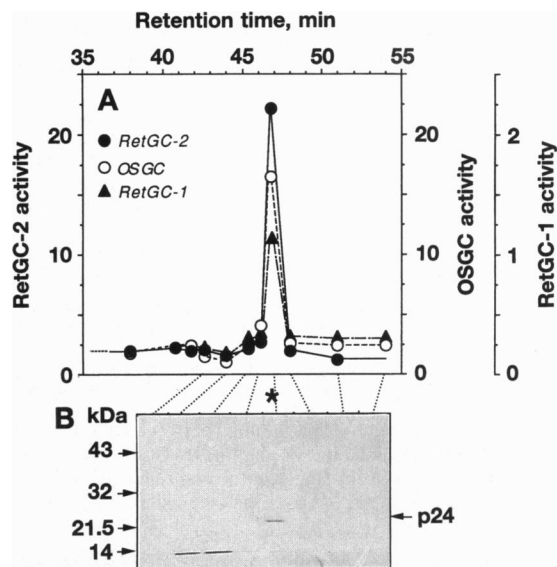 Retention time, min
35 40 45 50 55
A
RetGC-2
OSGC
RetGC-1
RetGC-2 activity
20
10
0
OSGC activity
20
10
0
RetGC-1 activity
2
1
0
*
B kDa
43
32
21.5
14
p24